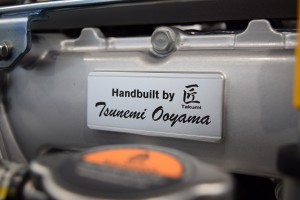 Handbuilt by 匠
Takumi
Tsunemi Ooyama